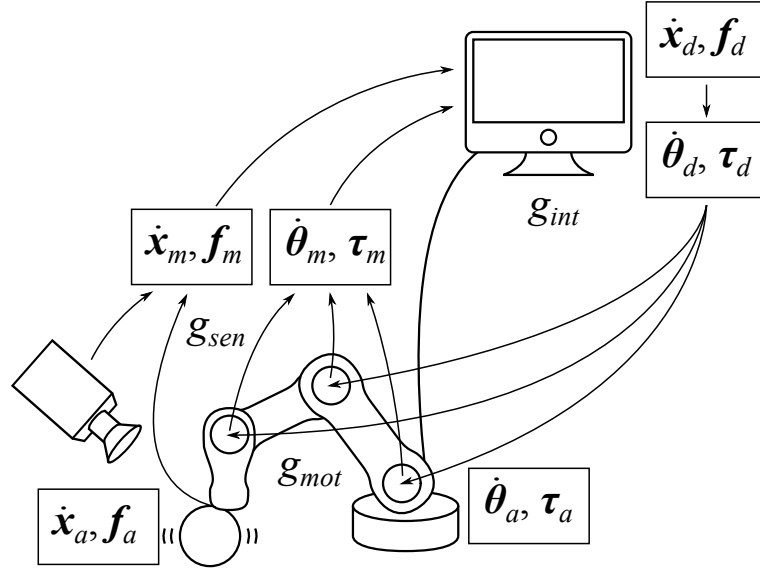 ẋ_d, f_d
θ̇_d, τ_d
g_int
ẋ_m, f_m
θ̇_m, τ_m
g_sen
g_mot
ẋ_a, f_a
θ̇_a, τ_a